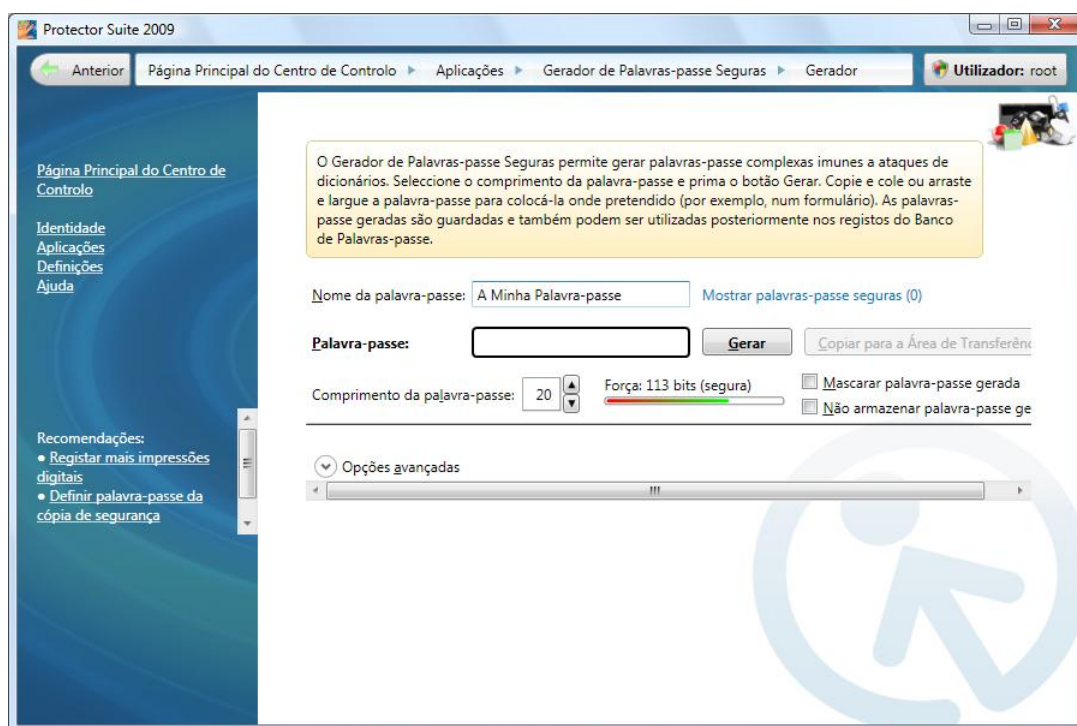 Protector Suite 2009
Anterior
Página Principal do Centro de Controlo
Aplicações
Gerador de Palavras-passe Seguras
Gerador
Utilizador: root
Página Principal do Centro de
Controlo
Identidade
Aplicações
Definições
Ajuda
Recomendações:
• Registar mais impressões
digitais
• Definir palavra-passe da
cópia de segurança
O Gerador de Palavras-passe Seguras permite gerar palavras-passe complexas imunes a ataques de
dicionários. Seleccione o comprimento da palavra-passe e prima o botão Gerar. Copie e cole ou arraste
e largue a palavra-passe para colocá-la onde pretendido (por exemplo, num formulário). As palavras-
passe geradas são guardadas e também podem ser utilizadas posteriormente nos registos do Banco
de Palavras-passe.
Nome da palavra-passe: A Minha Palavra-passe Mostrar palavras-passe seguras (0)
Palavra-passe: Gerar Copiar para a Área de Transferênc
Comprimento da palavra-passe: 20 Força: 113 bits (segura) Mascarar palavra-passe gerada
Não armazenar palavra-passe ge
Opções avançadas